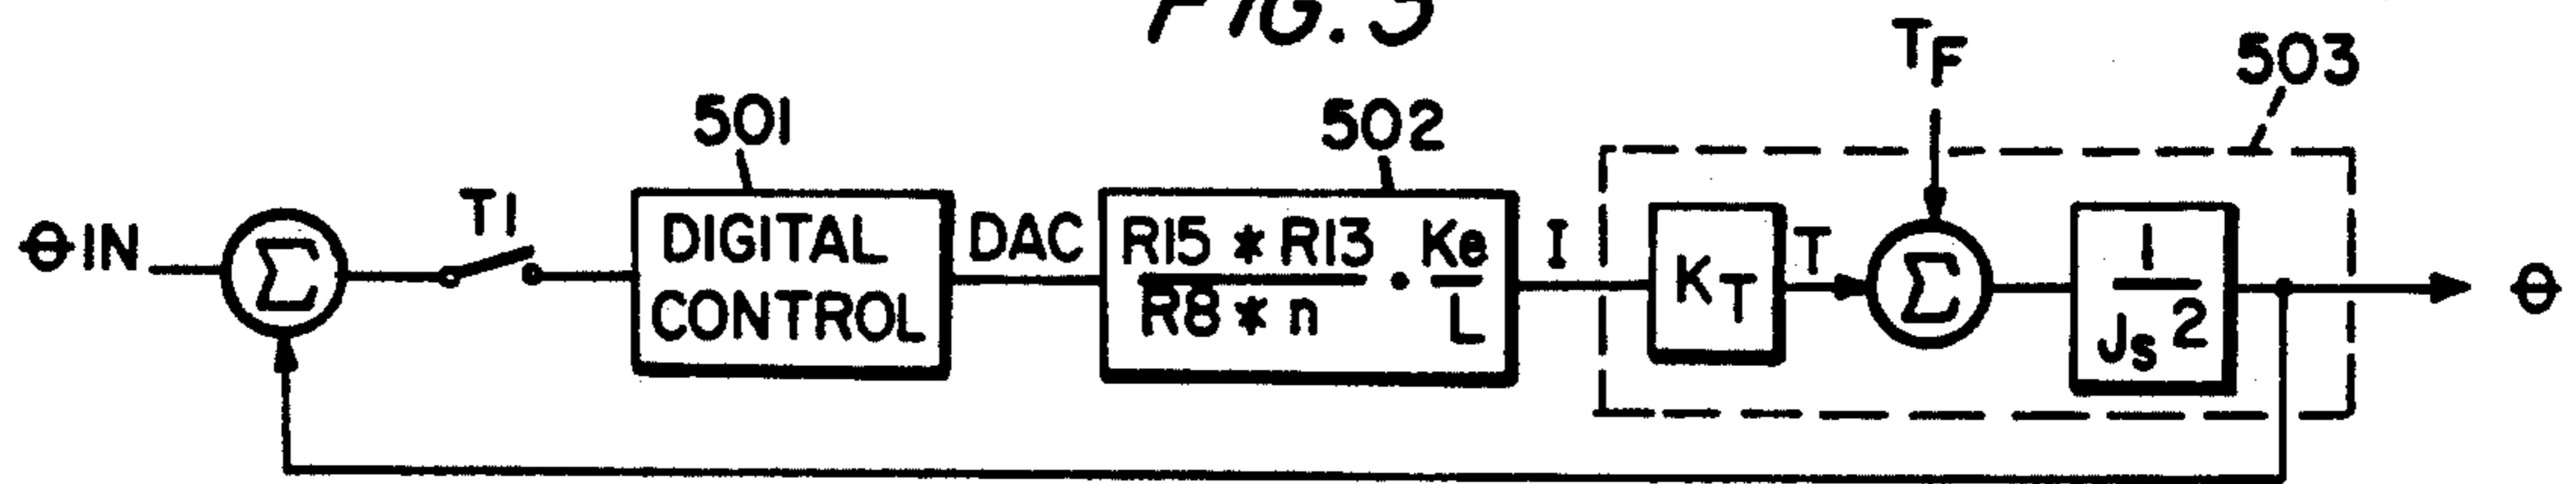 FIG. 5
TF
503
501
502
T1
θIN
Σ
DIGITAL
CONTROL
DAC
R15 * R13
R8 * n
•
Ke
L
I
KT
T
Σ
1
Js2
θ